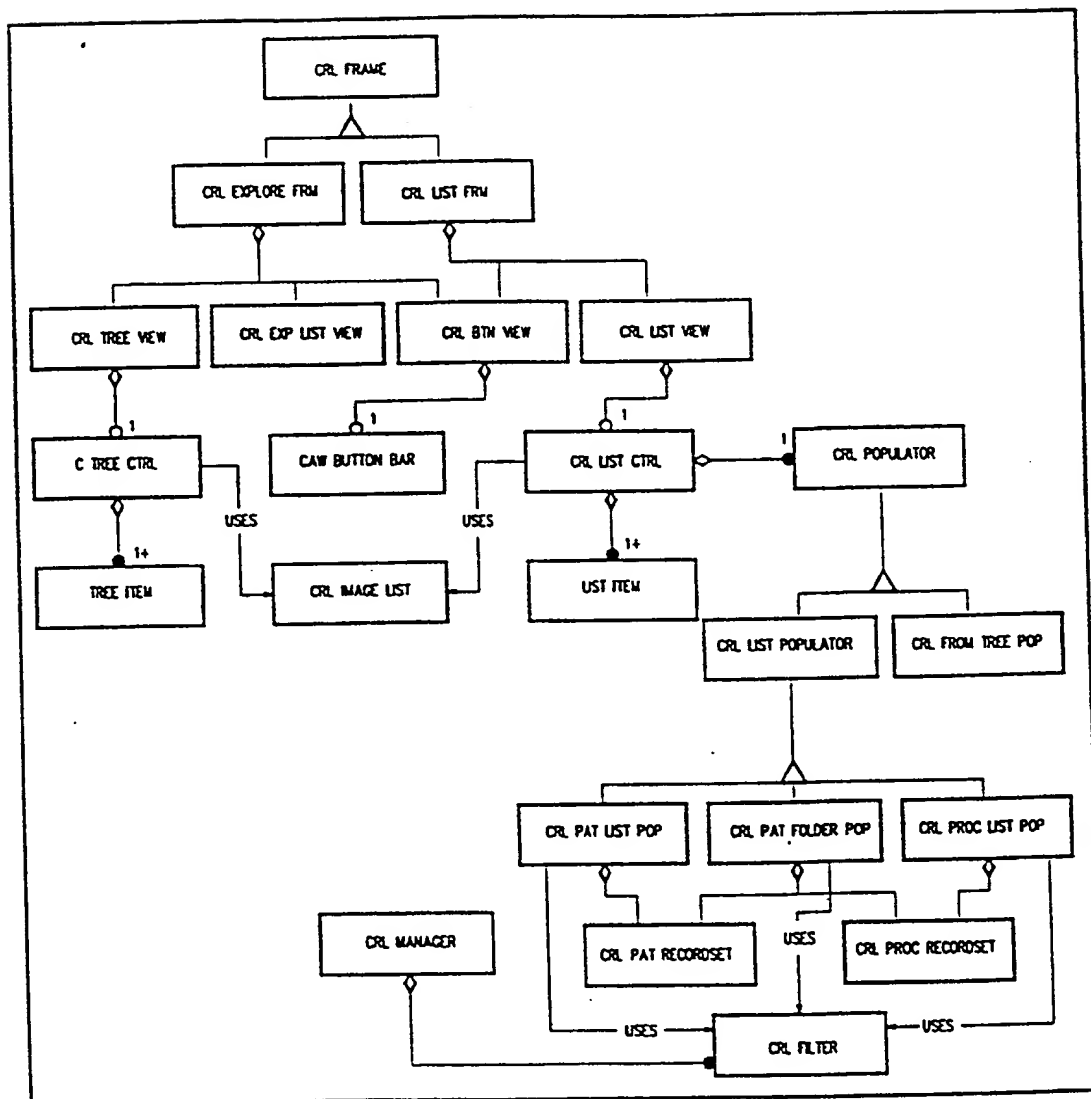 CRL FRAME
CRL EXPLORE FRM
CRL LIST FRM
CRL TREE VIEW
CRL EXP LIST VIEW
CRL BTN VIEW
CRL LIST VIEW
1
1
1
1
C TREE CTRL
CAW BUTTON BAR
CRL LIST CTRL
CRL POPULATOR
USES
USES
1+
1+
TREE ITEM
CRL IMAGE LIST
LIST ITEM
CRL LIST POPULATOR
CRL FROM TREE POP
CRL PAT LIST POP
CRL PAT FOLDER POP
CRL PROC LIST POP
CRL MANAGER
CRL PAT RECORDSET
USES
CRL PROC RECORDSET
USES
USES
CRL FILTER